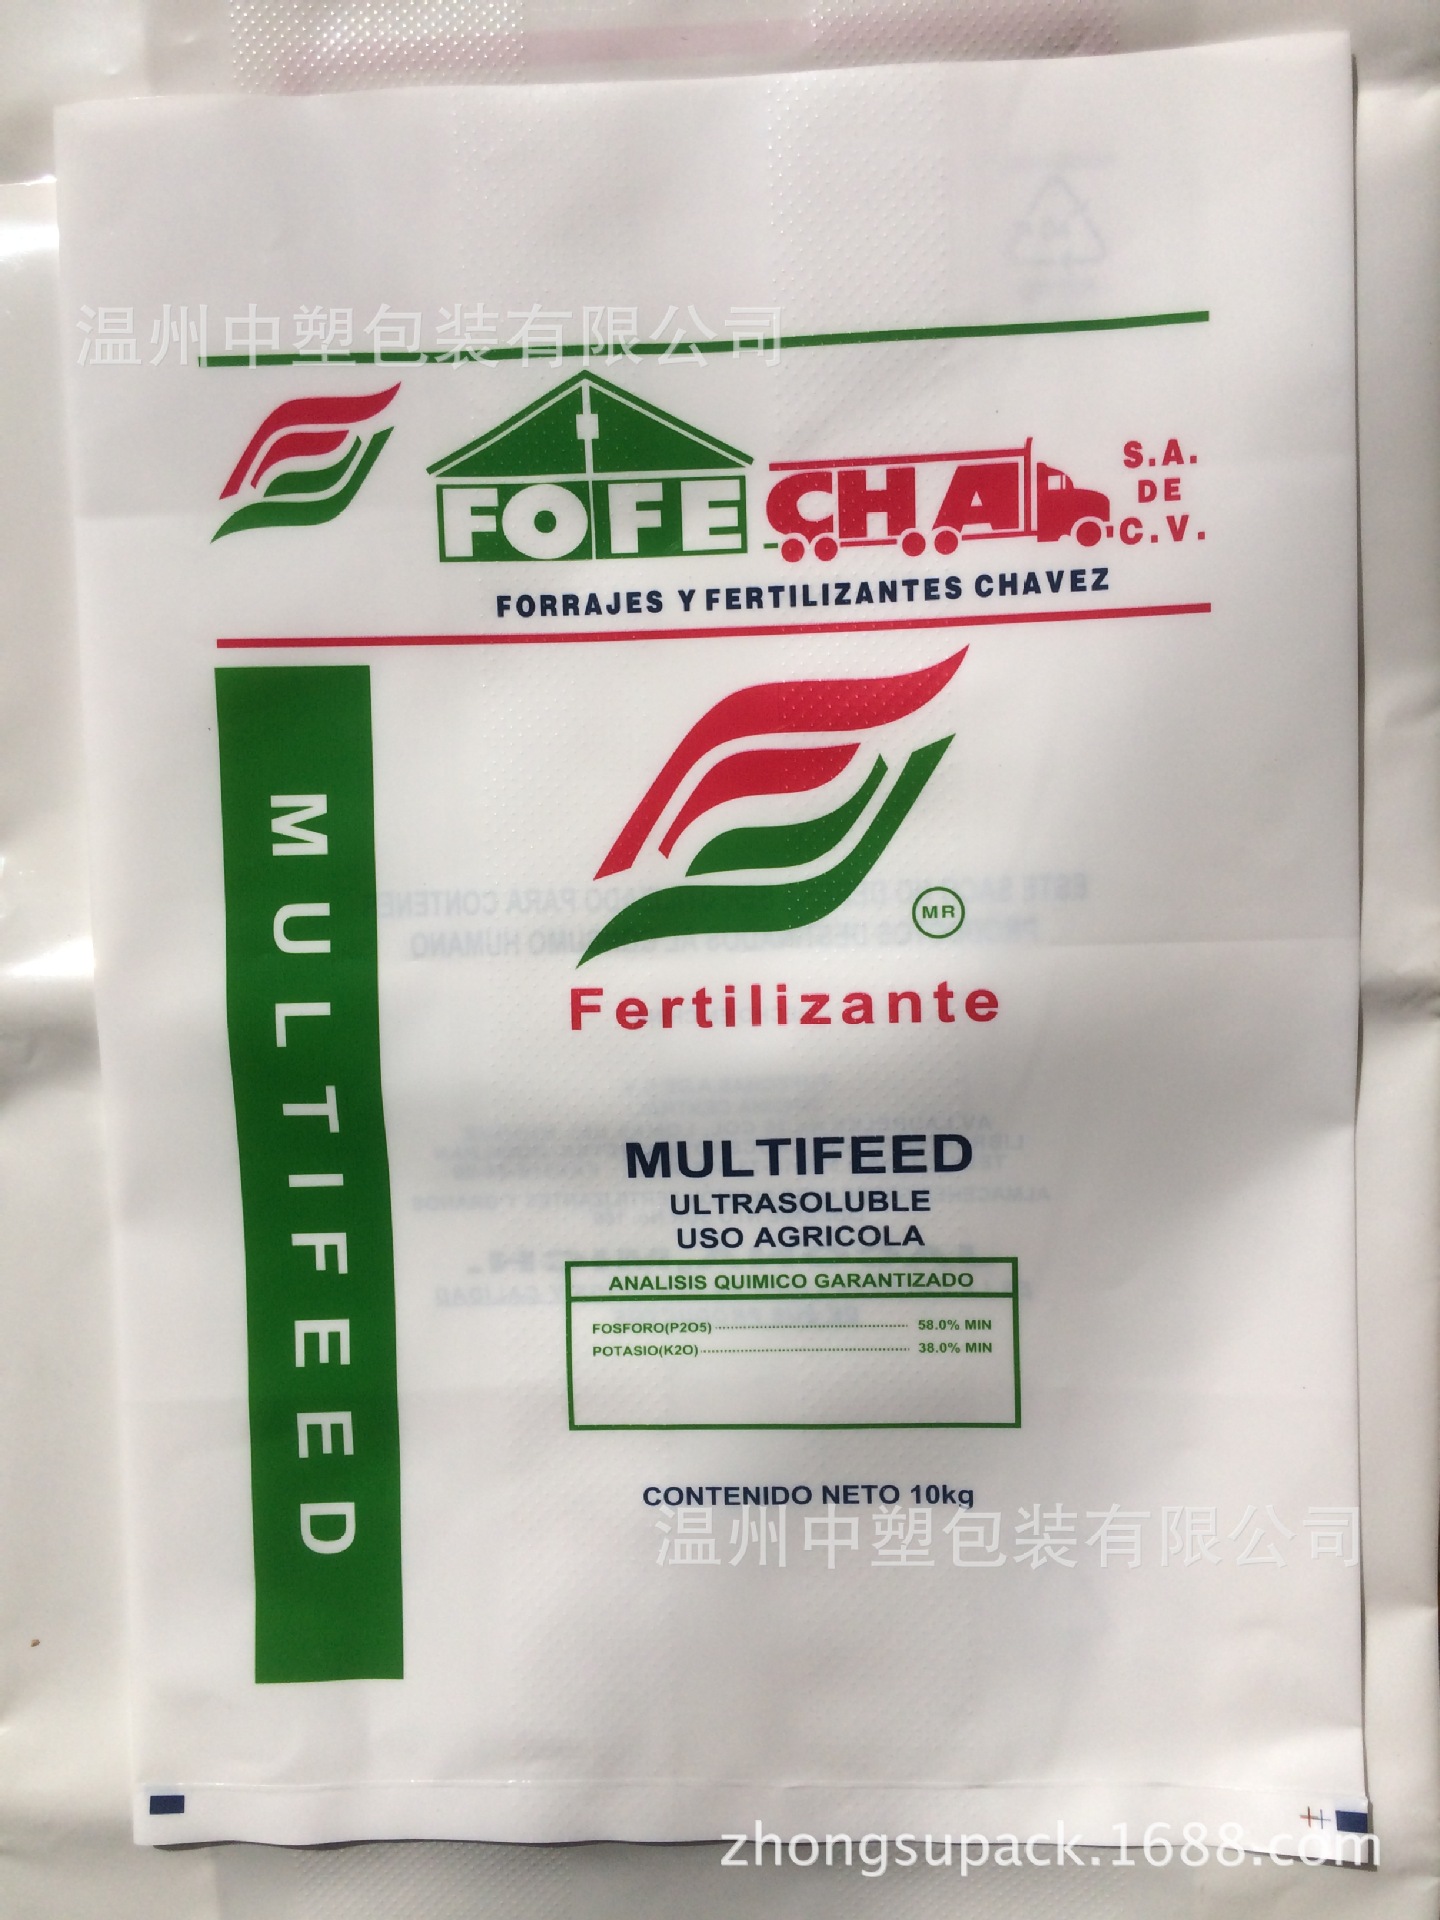 温州中塑包装有限公司
FOFECHA
S.A.
DE
C.V.
FORRAJES Y FERTILIZANTES CHAVEZ
MULTIFEED
MR
Fertilizante
MULTIFEED
ULTRASOLUBLE
USO AGRICOLA
ANALISIS QUIMICO GARANTIZADO
FOSFORO(P2O5) 58.0% MIN
POTASIO(K2O) 38.0% MIN
CONTENIDO NETO 10kg
温州中塑包装有限公司
zhongsupack.1688.com